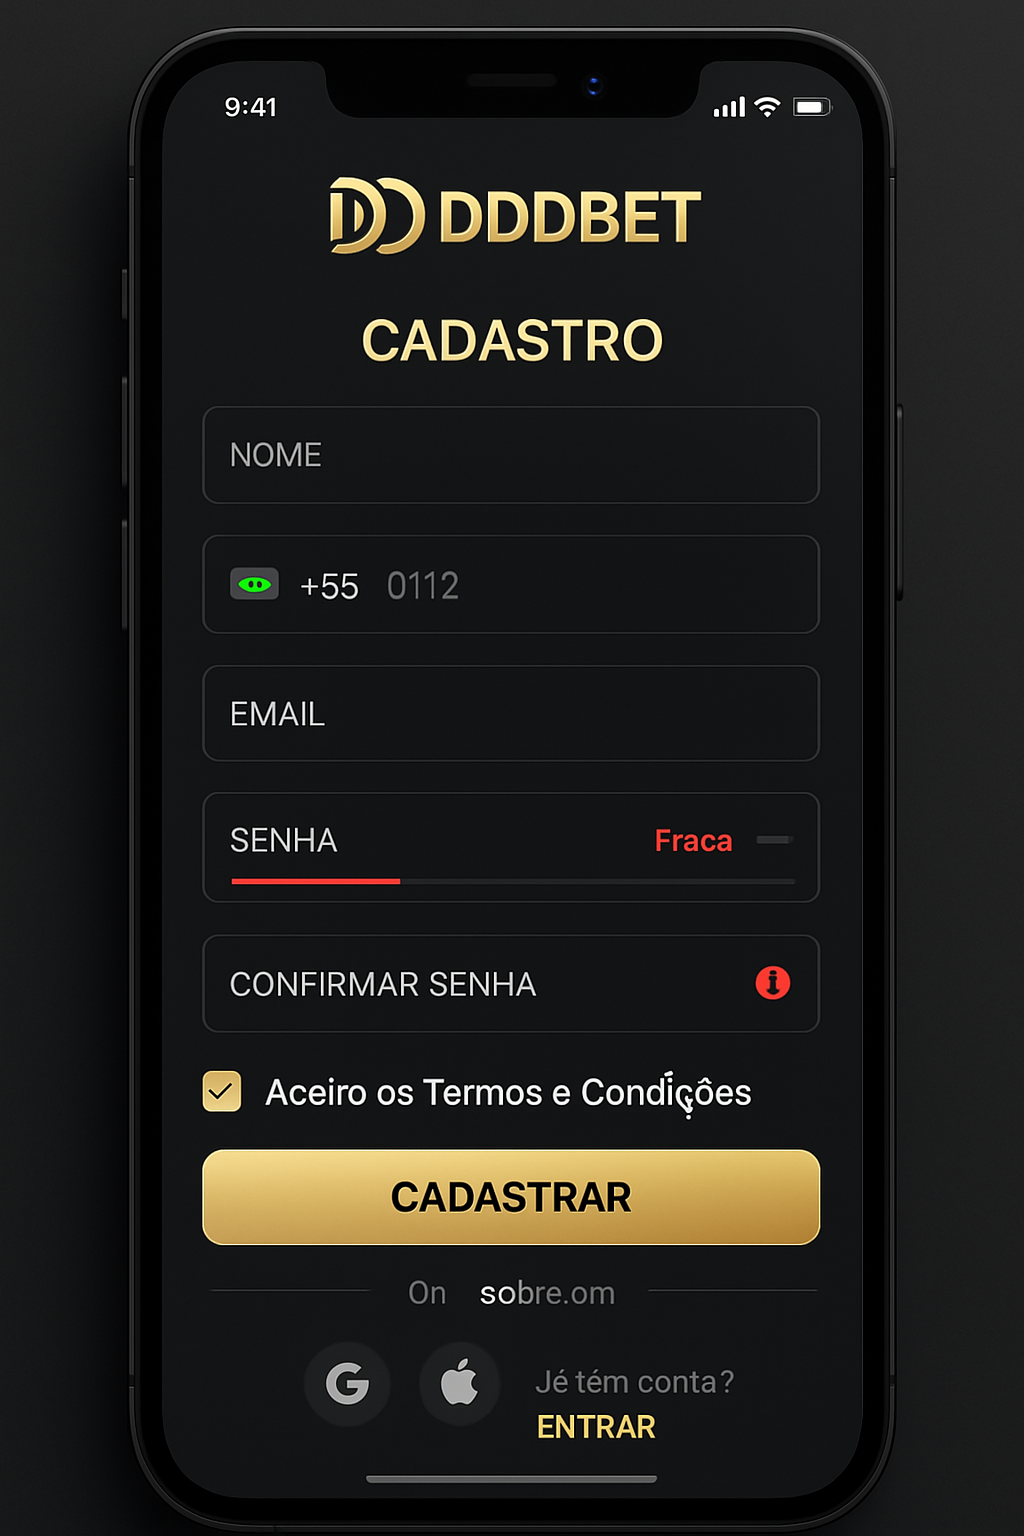 9:41
DDDBET
CADASTRO
NOME
+55 0112
EMAIL
SENHA Fraca
CONFIRMAR SENHA
Aceiro os Termos e
CADASTRAR
On sobre.om
Jé tém conta?
ENTRAR